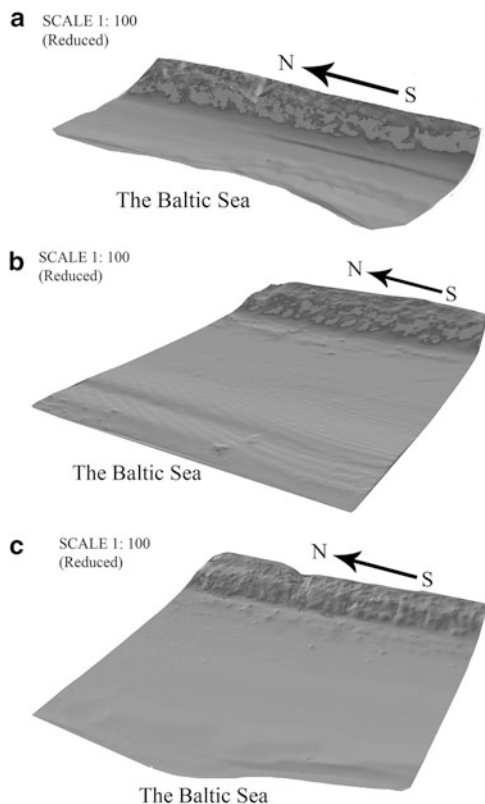 a
SCALE 1: 100
(Reduced)
N
S
The Baltic Sea
b
SCALE 1: 100
(Reduced)
N
S
The Baltic Sea
c
SCALE 1: 100
(Reduced)
N
S
The Baltic Sea